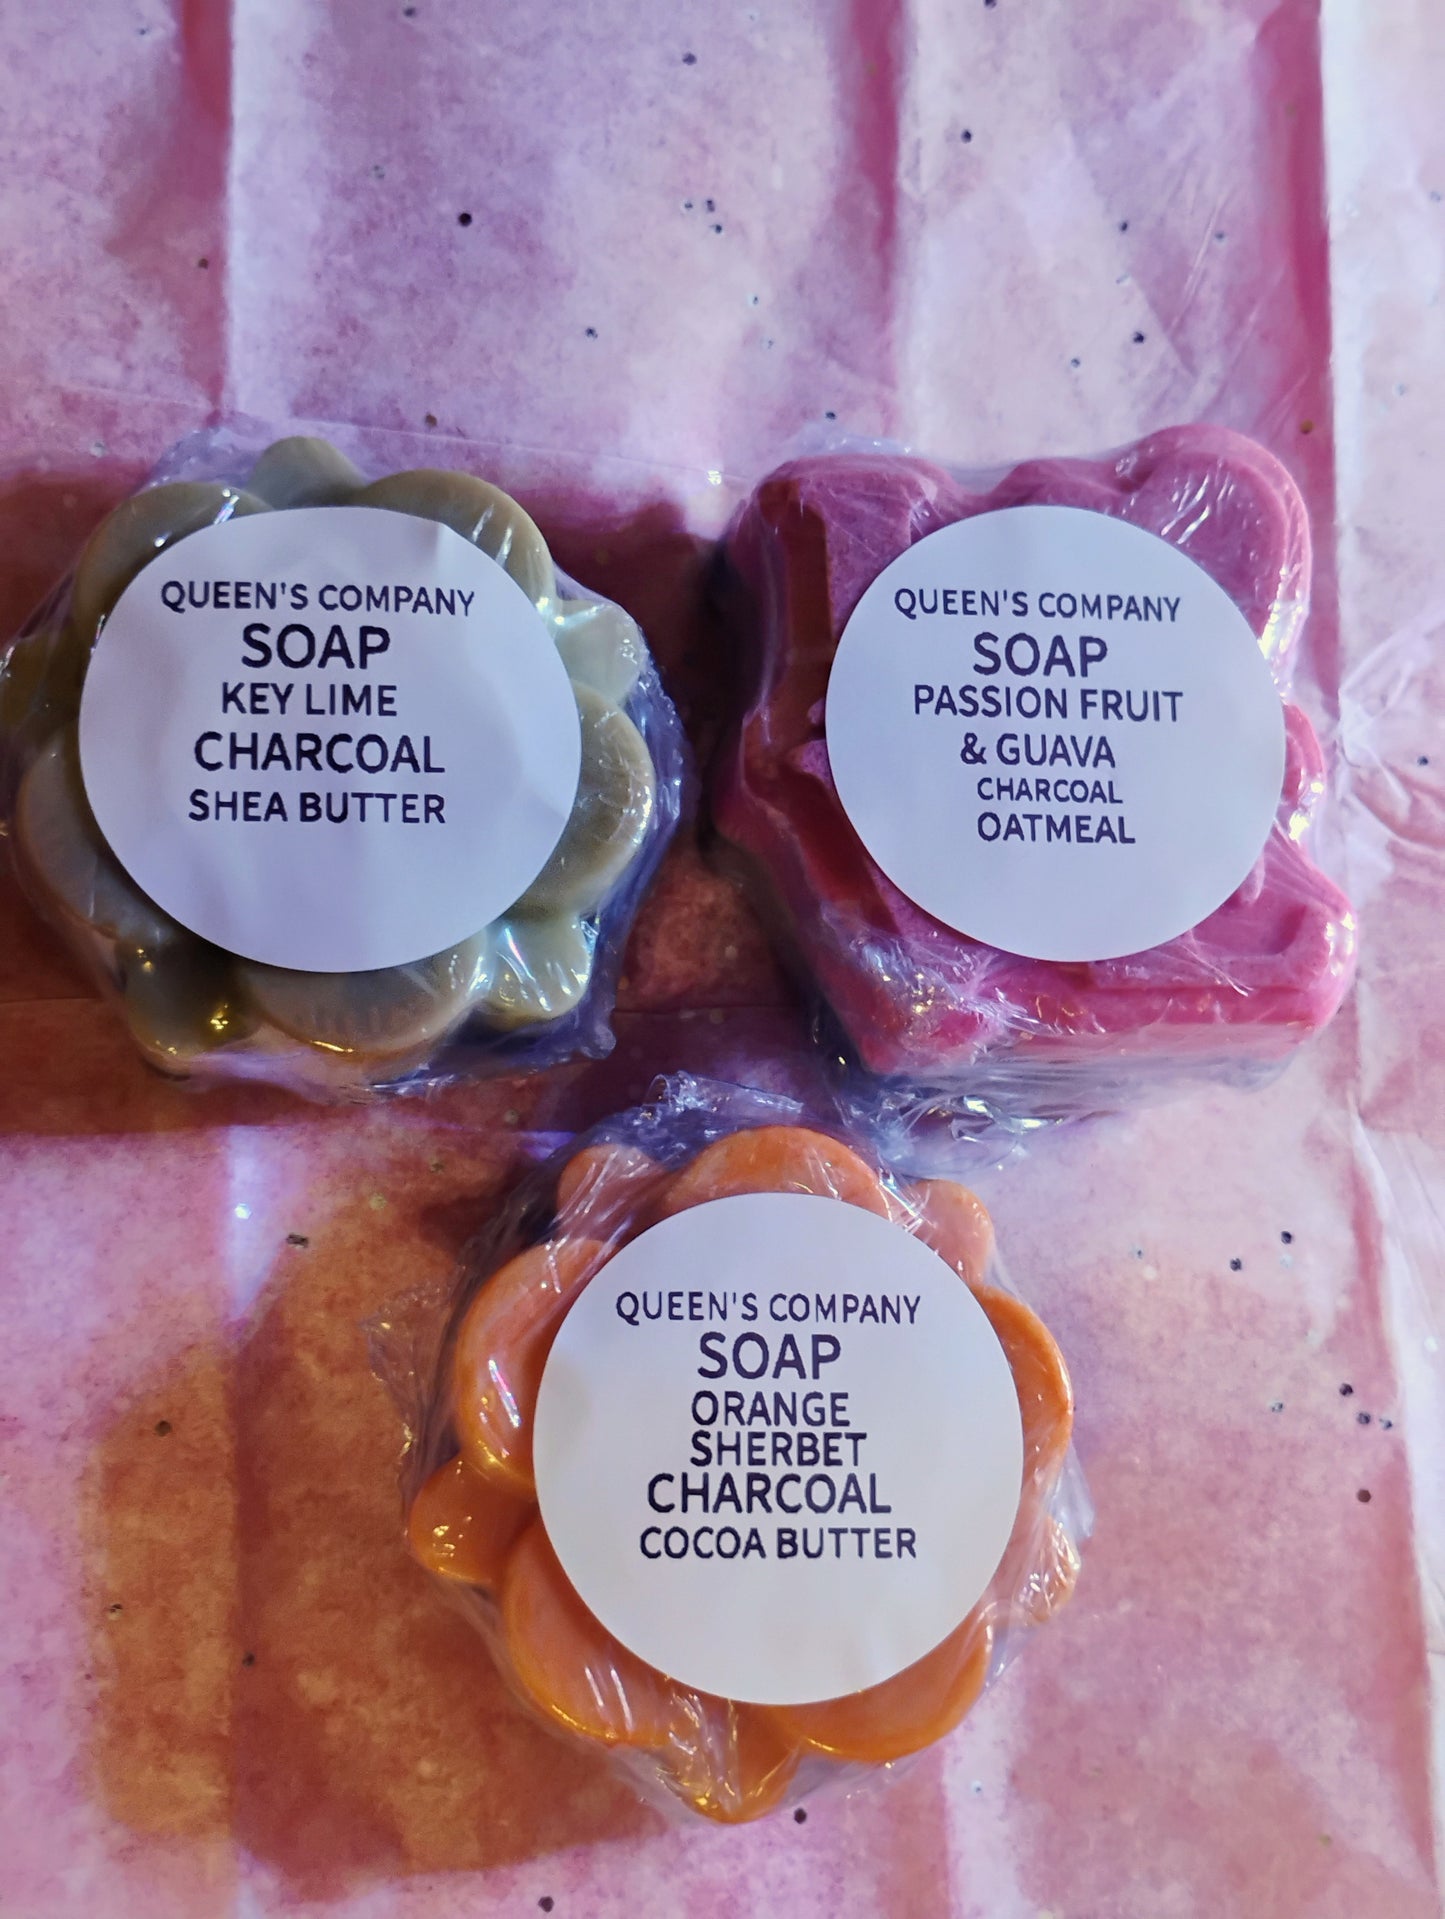 QUEEN'S COMPANY
SOAP
KEY LIME
CHARCOAL
SHEA BUTTER
QUEEN'S COMPANY
SOAP
PASSION FRUIT
& GUAVA
CHARCOAL
OATMEAL
QUEEN'S COMPANY
SOAP
ORANGE
SHERBET
CHARCOAL
COCOA BUTTER